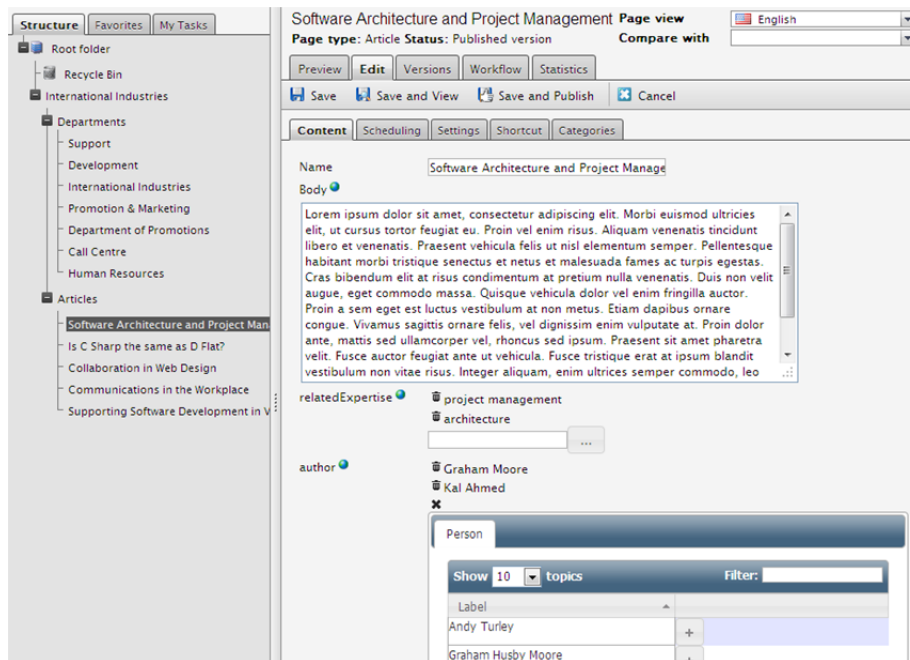 Structure Favorites My Tasks
Root folder
Recycle Bin
International Industries
Departments
Support
Development
International Industries
Promotion & Marketing
Department of Promotions
Call Centre
Human Resources
Articles
Software Architecture and Project Man
Is C Sharp the same as D Flat?
Collaboration in Web Design
Communications in the Workplace
Supporting Software Development in V
Software Architecture and Project Management Page view English
Page type: Article Status: Published version Compare with
Preview Edit Versions Workflow Statistics
Save Save and View Save and Publish Cancel
Content Scheduling Settings Shortcut Categories
Name Software Architecture and Project Manage
Body
Lorem ipsum dolor sit amet, consectetur adipiscing elit. Morbi euismod ultricies
elit, ut cursus tortor feugiat eu. Proin vel enim risus. Aliquam venenatis tincidunt
libero et venenatis. Praesent vehicula felis ut nisl elementum semper. Pellentesque
habitant morbi tristique senectus et netus et malesuada fames ac turpis egestas.
Cras bibendum elit at risus condimentum at pretium nulla venenatis. Duis non velit
augue, eget commodo massa. Quisque vehicula dolor vel enim fringilla auctor.
Proin a sem eget est luctus vestibulum at non metus. Etiam dapibus ornare
congue. Vivamus sagittis ornare felis, vel dignissim enim vulputate at. Proin dolor
ante, mattis sed ullamcorper vel, rhoncus sed ipsum. Praesent sit amet pharetra
velit. Fusce auctor feugiat ante ut vehicula. Fusce tristique erat at ipsum blandit
vestibulum non vitae risus. Integer aliquam, enim ultrices semper commodo, leo
relatedExpertise project management
architecture
...
author Graham Moore
Kal Ahmed
Person
Show 10 topics Filter:
Label
Andy Turley +
Graham Husby Moore